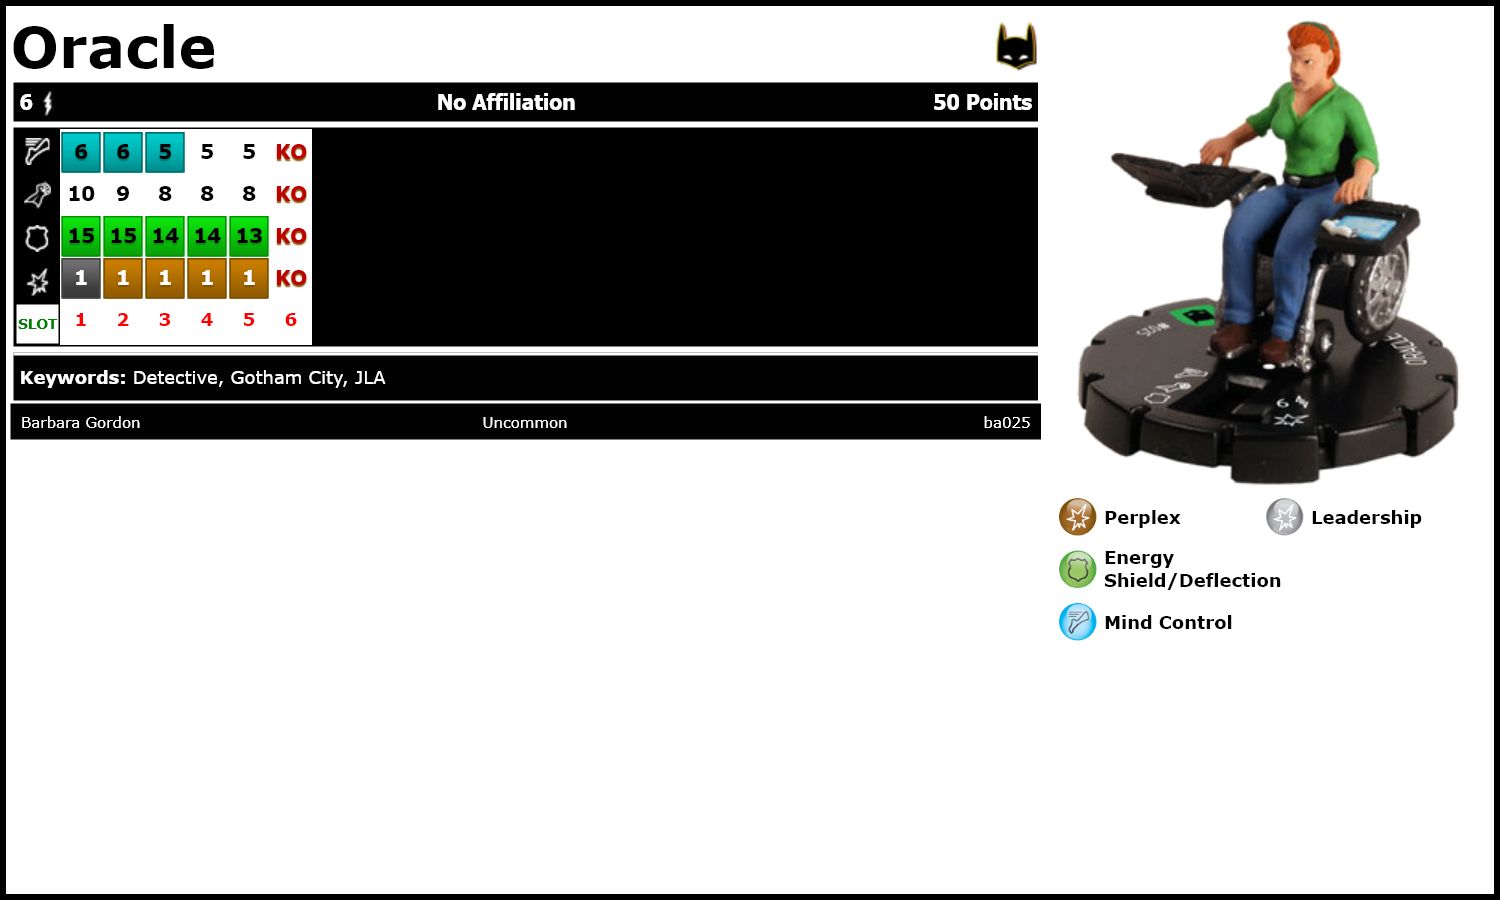 Oracle
6 No Affiliation 50 Points
6 6 5 5 5 KO
10 9 8 8 8 KO
15 15 14 14 13 KO
1 1 1 1 1 KO
SLOT 1 2 3 4 5 6
Keywords: Detective, Gotham City, JLA
Barbara Gordon Uncommon ba025
025
ORACLE
6
Perplex Leadership
Energy
Shield/Deflection
Mind Control